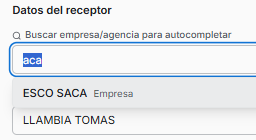 Datos del receptor
Buscar empresa/agencia para autocompletar
aca
ESCO SACA Empresa
LLAMBIA TOMAS